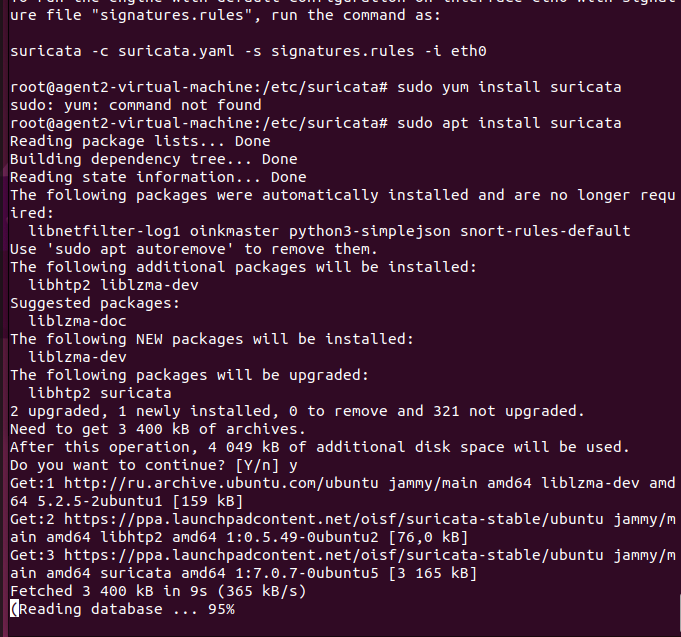 To run the engine with default configuration on interface eth0 with signat
ure file "signatures.rules", run the command as:
suricata -c suricata.yaml -s signatures.rules -i eth0
root@agent2-virtual-machine:/etc/suricata# sudo yum install suricata
sudo: yum: command not found
root@agent2-virtual-machine:/etc/suricata# sudo apt install suricata
Reading package lists... Done
Building dependency tree... Done
Reading state information... Done
The following packages were automatically installed and are no longer requ
ired:
  libnetfilter-log1 oinkmaster python3-simplejson snort-rules-default
Use 'sudo apt autoremove' to remove them.
The following additional packages will be installed:
  libhtp2 liblzma-dev
Suggested packages:
  liblzma-doc
The following NEW packages will be installed:
  liblzma-dev
The following packages will be upgraded:
  libhtp2 suricata
2 upgraded, 1 newly installed, 0 to remove and 321 not upgraded.
Need to get 3 400 kB of archives.
After this operation, 4 049 kB of additional disk space will be used.
Do you want to continue? [Y/n] y
Get:1 http://ru.archive.ubuntu.com/ubuntu jammy/main amd64 liblzma-dev amd
64 5.2.5-2ubuntu1 [159 kB]
Get:2 https://ppa.launchpadcontent.net/oisf/suricata-stable/ubuntu jammy/m
ain amd64 libhtp2 amd64 1:0.5.49-0ubuntu2 [76,0 kB]
Get:3 https://ppa.launchpadcontent.net/oisf/suricata-stable/ubuntu jammy/m
ain amd64 suricata amd64 1:7.0.7-0ubuntu5 [3 165 kB]
Fetched 3 400 kB in 9s (365 kB/s)
(Reading database ... 95%